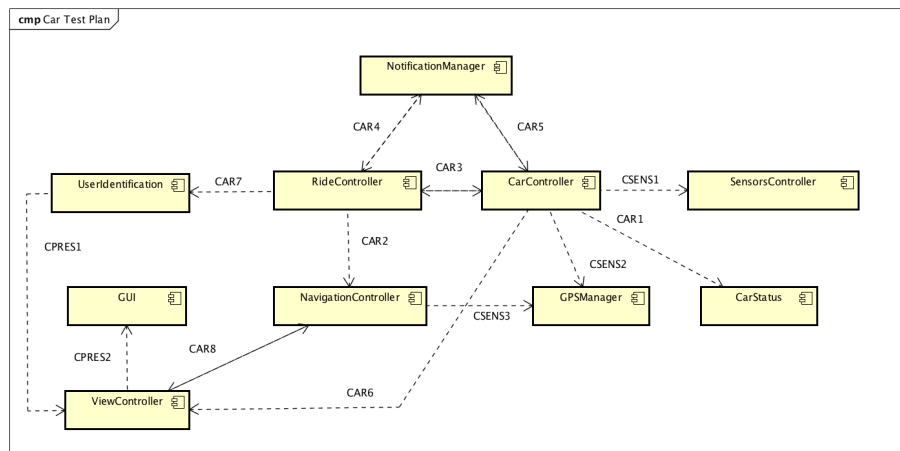 cmp Car Test Plan
NotificationManager
CAR4
CAR5
UserIdentification
CAR7
RideController
CAR3
CarController
CSENS1
SensorsController
CAR1
CPRES1
CAR2
CSENS2
GUI
NavigationController
CSENS3
GPSManager
CarStatus
CPRES2
CAR8
CAR6
ViewController